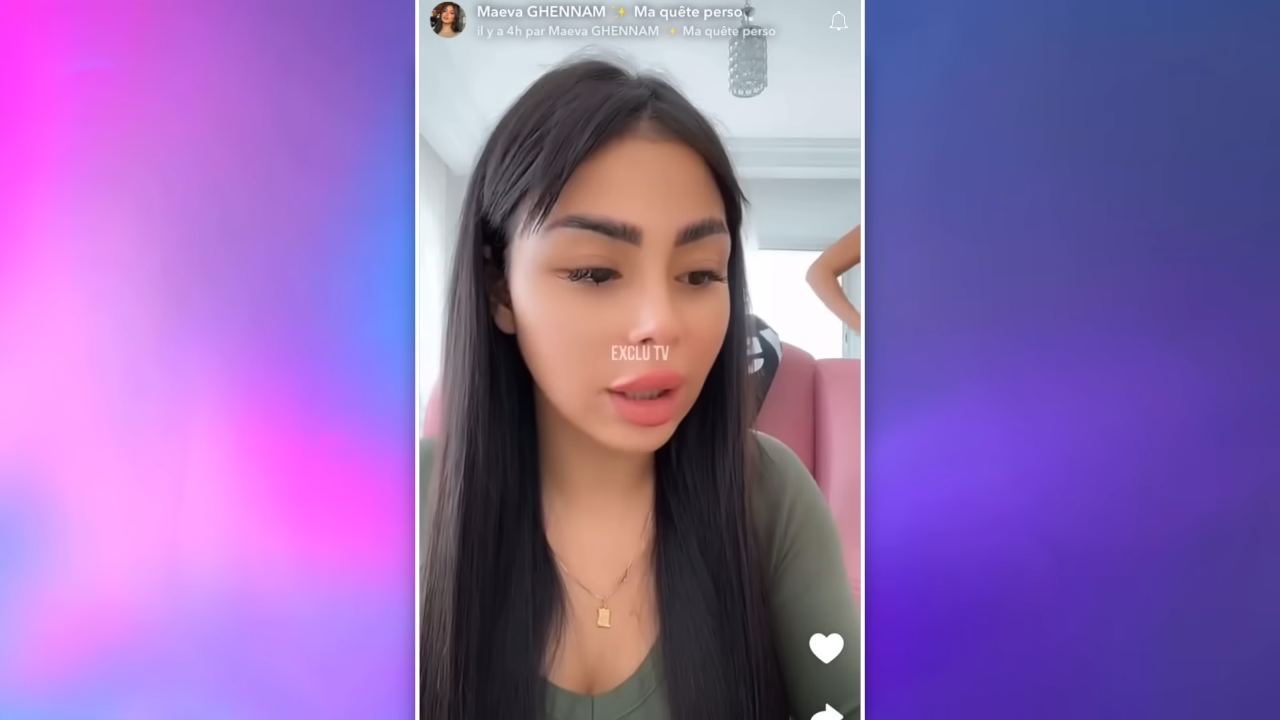 Maeva GHENNAM ✨ Ma quête perso
il y a 4h par Maeva GHENNAM ✨ Ma quête perso
EXCLU TV